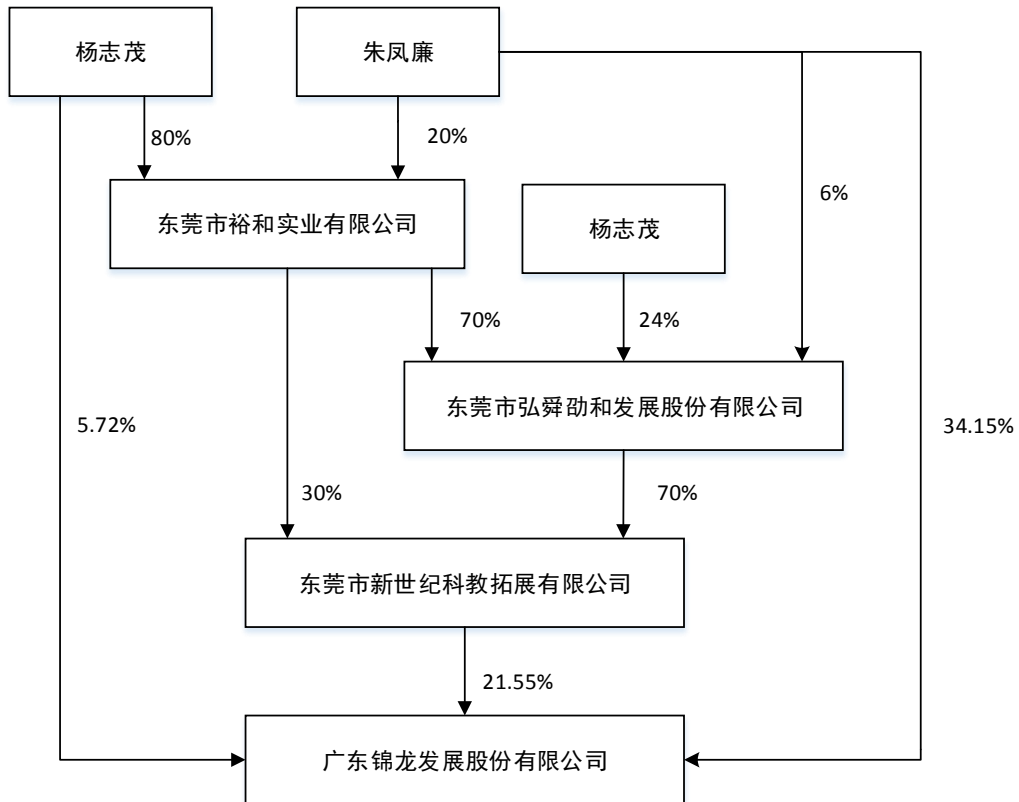 杨志茂
朱凤廉
80%
20%
6%
东莞市裕和实业有限公司
杨志茂
70%
24%
东莞市弘舜劭和发展股份有限公司
5.72%
34.15%
30%
70%
东莞市新世纪科教拓展有限公司
21.55%
广东锦龙发展股份有限公司